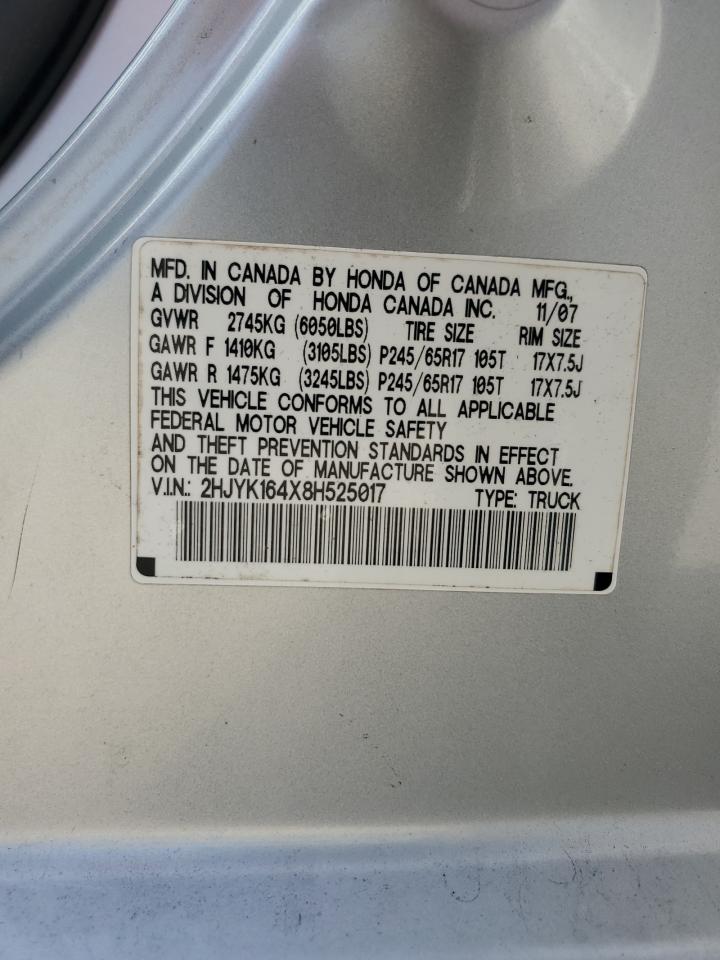 MFD. IN CANADA BY HONDA OF CANADA MFG.,
A DIVISION OF HONDA CANADA INC. 11/07
GVWR 2745KG (6050LBS) TIRE SIZE RIM SIZE
GAWR F 1410KG (3105LBS) P245/65R17 105T 17X7.5J
GAWR R 1475KG (3245LBS) P245/65R17 105T 17X7.5J
THIS VEHICLE CONFORMS TO ALL APPLICABLE
FEDERAL MOTOR VEHICLE SAFETY
AND THEFT PREVENTION STANDARDS IN EFFECT
ON THE DATE OF MANUFACTURE SHOWN ABOVE.
V.I.N.: 2HJYK164X8H525017 TYPE: TRUCK